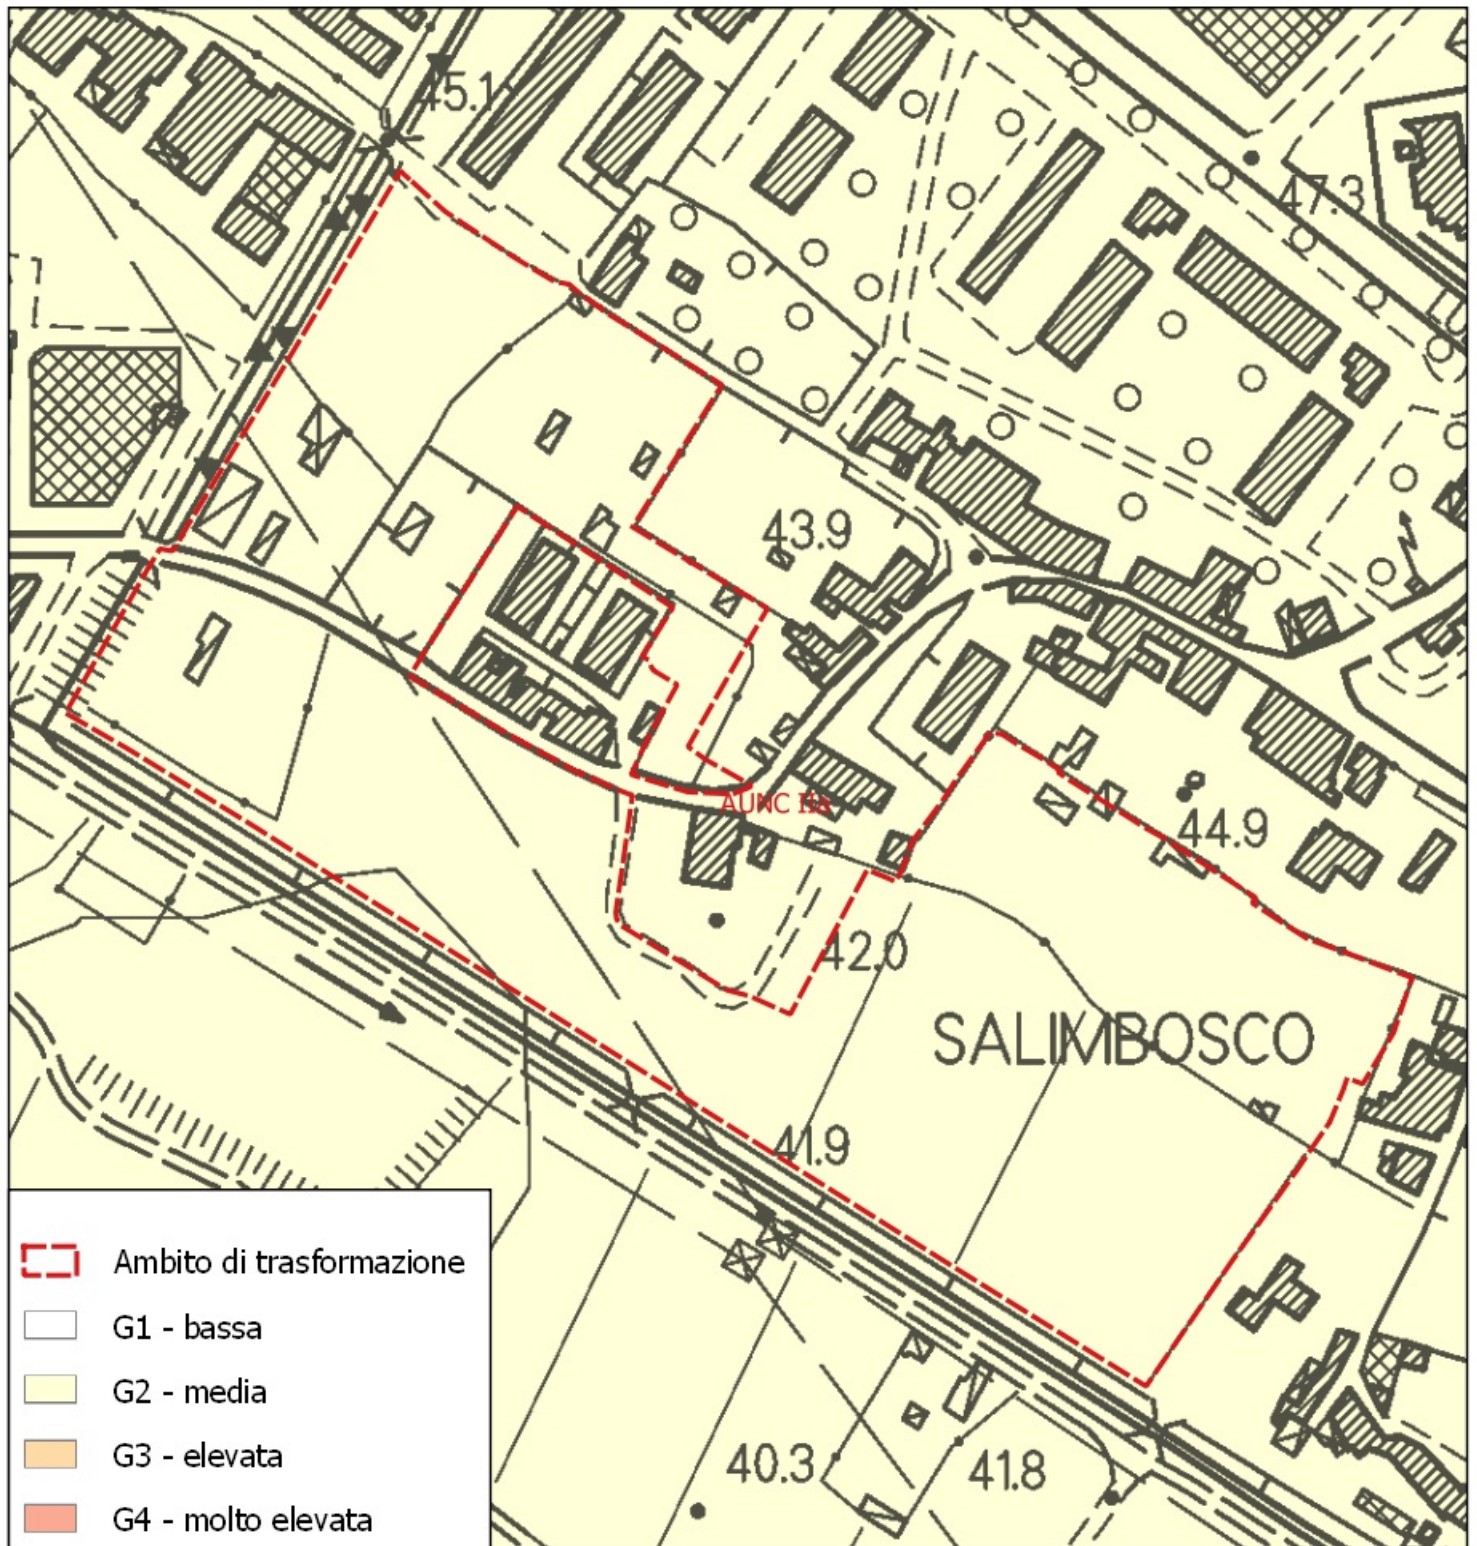 45.1
47.3
43.9
AUNC IIa
44.9
42.0
SALIMBOSCO
41.9
40.3
41.8
Ambito di trasformazione
G1 - bassa
G2 - media
G3 - elevata
G4 - molto elevata